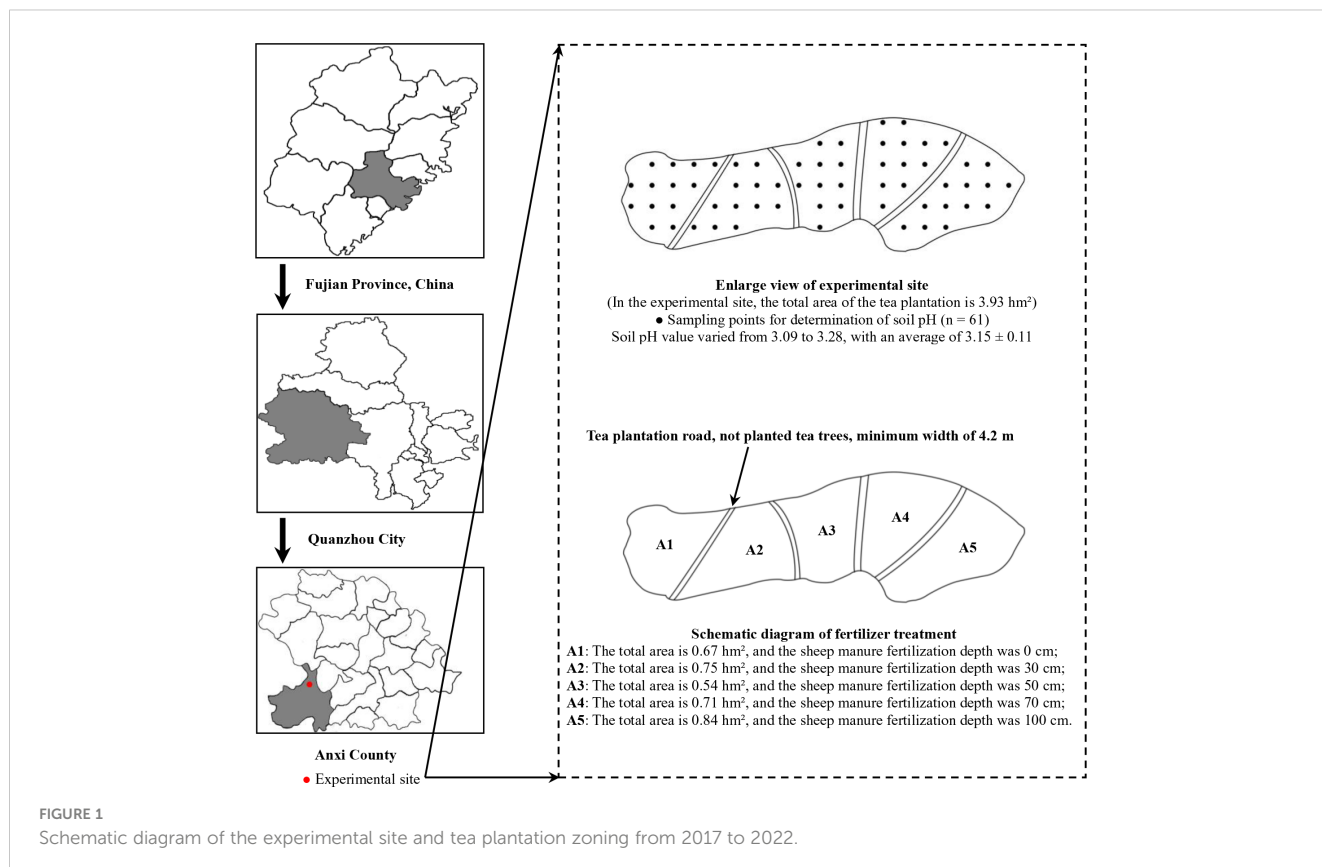 Fujian Province, China
Quanzhou City
Anxi County
● Experimental site
Enlarge view of experimental site
(In the experimental site, the total area of the tea plantation is 3.93 hm²)
● Sampling points for determination of soil pH (n = 61)
Soil pH value varied from 3.09 to 3.28, with an average of 3.15 ± 0.11
Tea plantation road, not planted tea trees, minimum width of 4.2 m
A1
A2
A3
A4
A5
Schematic diagram of fertilizer treatment
A1: The total area is 0.67 hm², and the sheep manure fertilization depth was 0 cm;
A2: The total area is 0.75 hm², and the sheep manure fertilization depth was 30 cm;
A3: The total area is 0.54 hm², and the sheep manure fertilization depth was 50 cm;
A4: The total area is 0.71 hm², and the sheep manure fertilization depth was 70 cm;
A5: The total area is 0.84 hm², and the sheep manure fertilization depth was 100 cm.
FIGURE 1
Schematic diagram of the experimental site and tea plantation zoning from 2017 to 2022.